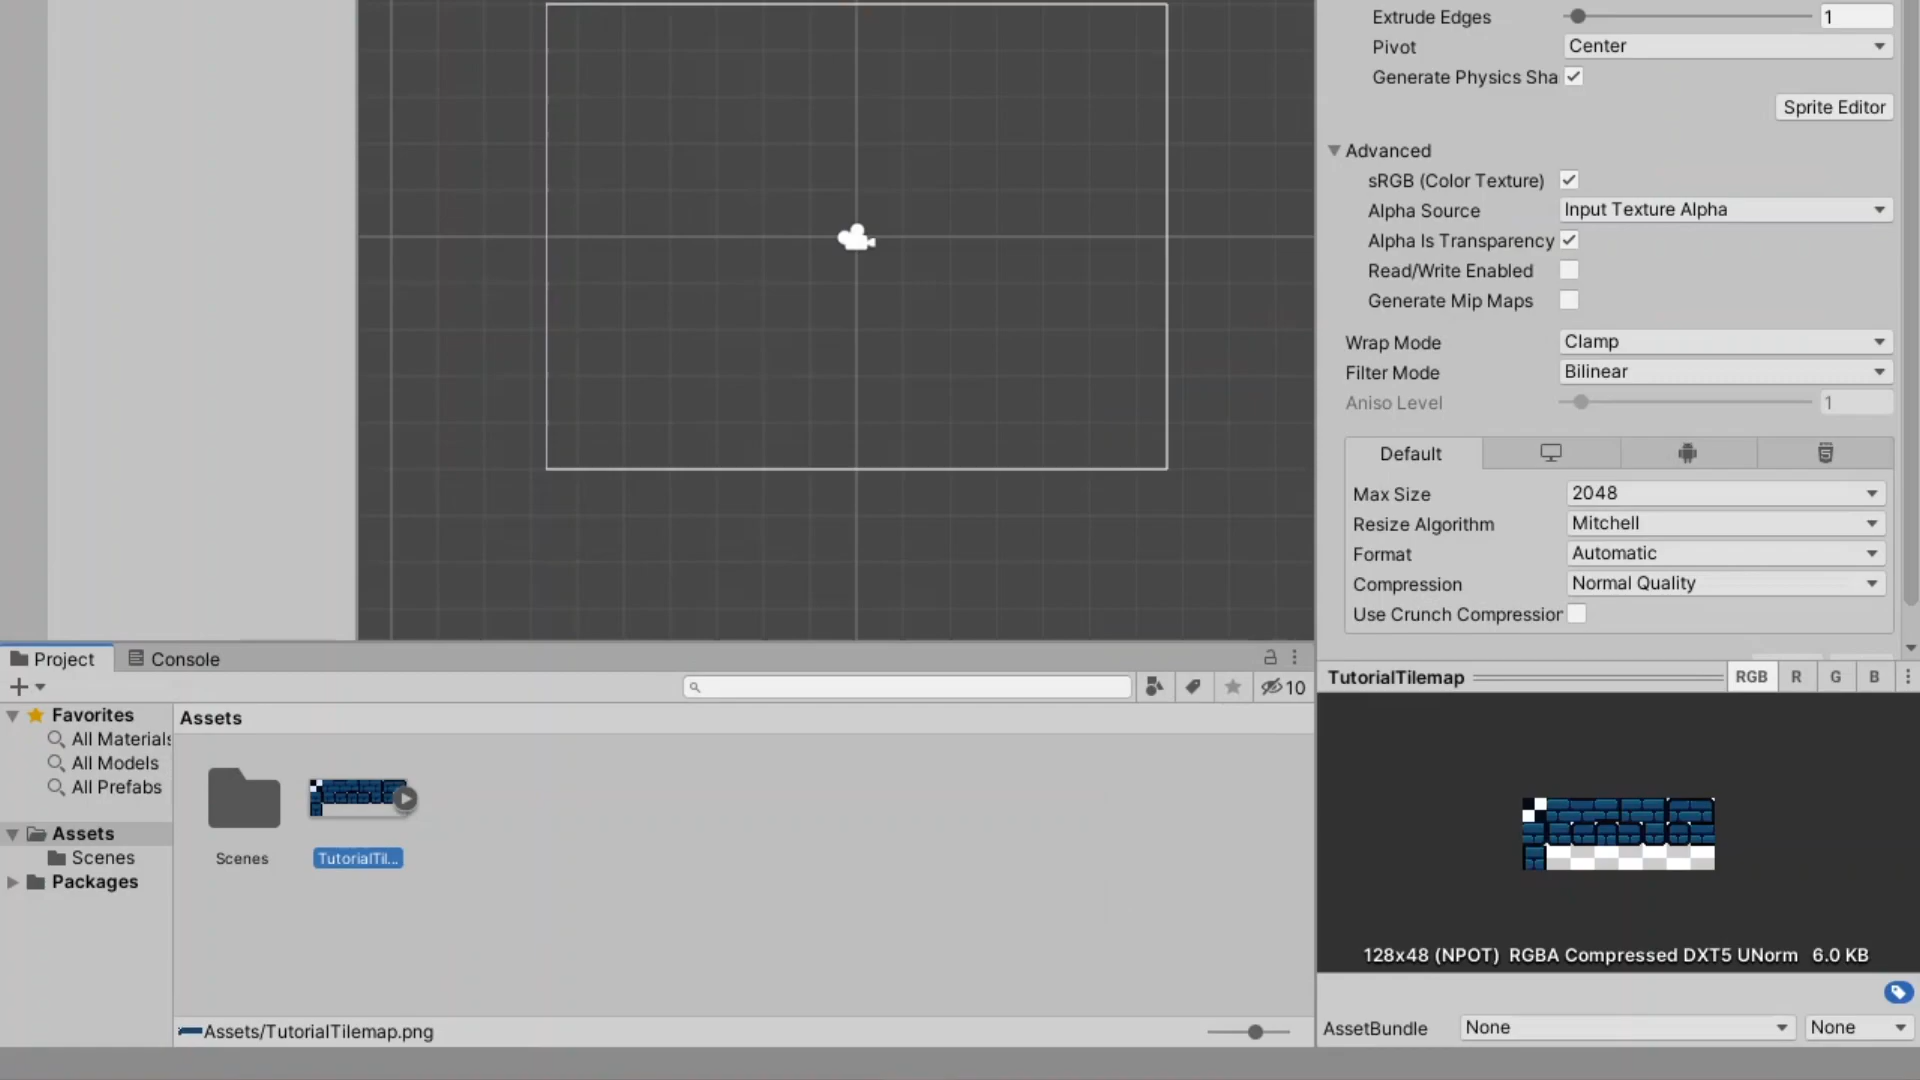 Extrude Edges 1
Pivot Center
Generate Physics Sha
Sprite Editor
Advanced
sRGB (Color Texture)
Alpha Source Input Texture Alpha
Alpha Is Transparency
Read/Write Enabled
Generate Mip Maps
Wrap Mode Clamp
Filter Mode Bilinear
Aniso Level 1
Default
Max Size 2048
Resize Algorithm Mitchell
Format Automatic
Compression Normal Quality
Use Crunch Compression
Project Console
10
Favorites
All Materials
All Models
All Prefabs
Assets
Scenes
Packages
Assets
Scenes TutorialTil...
Assets/TutorialTilemap.png
TutorialTilemap RGB R G B
128x48 (NPOT) RGBA Compressed DXT5 UNorm 6.0 KB
AssetBundle None None